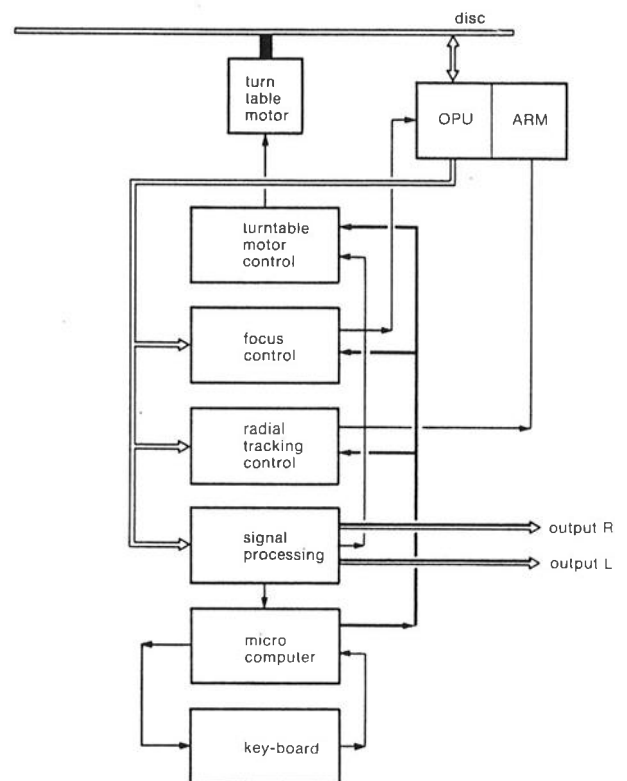 disc
turn
table
motor
OPU
ARM
turntable
motor
control
focus
control
radial
tracking
control
signal
processing
output R
output L
micro
computer
key-board